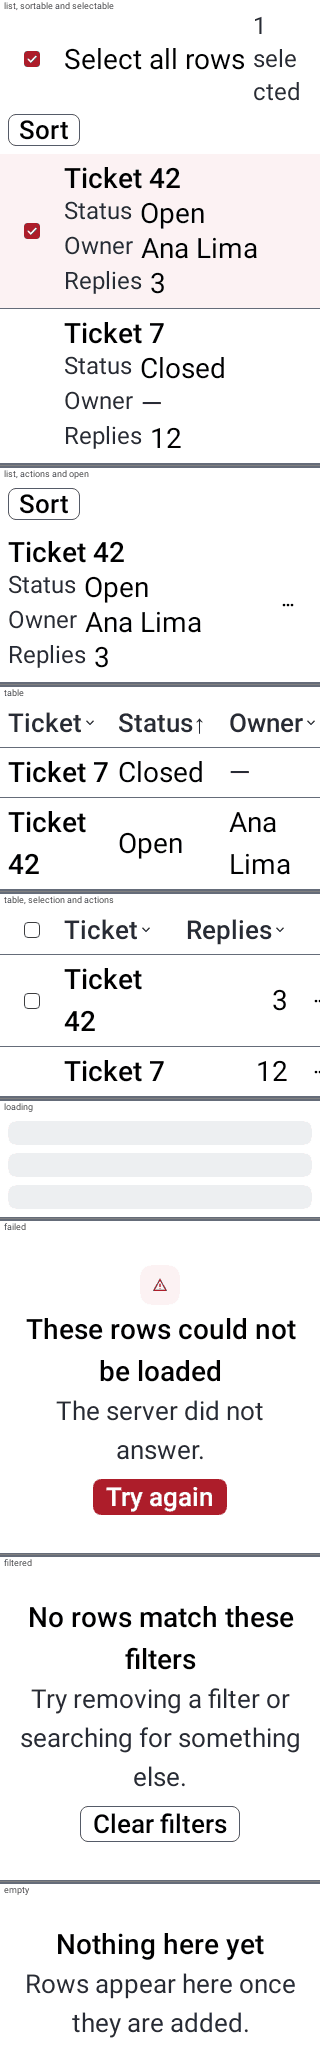 list, sortable and selectable
Select all rows
1
sele
cted
Sort
Ticket 42
Status Open
Owner Ana Lima
Replies 3
Ticket 7
Status Closed
Owner —
Replies 12
list, actions and open
Sort
Ticket 42
Status Open
Owner Ana Lima
Replies 3
...
table
Ticket Status↑ Owner
Ticket 7 Closed —
Ticket
42
Open
Ana
Lima
table, selection and actions
Ticket Replies
Ticket
42
3
Ticket 7 12
loading
failed
These rows could not
be loaded
The server did not
answer.
Try again
filtered
No rows match these
filters
Try removing a filter or
searching for something
else.
Clear filters
empty
Nothing here yet
Rows appear here once
they are added.